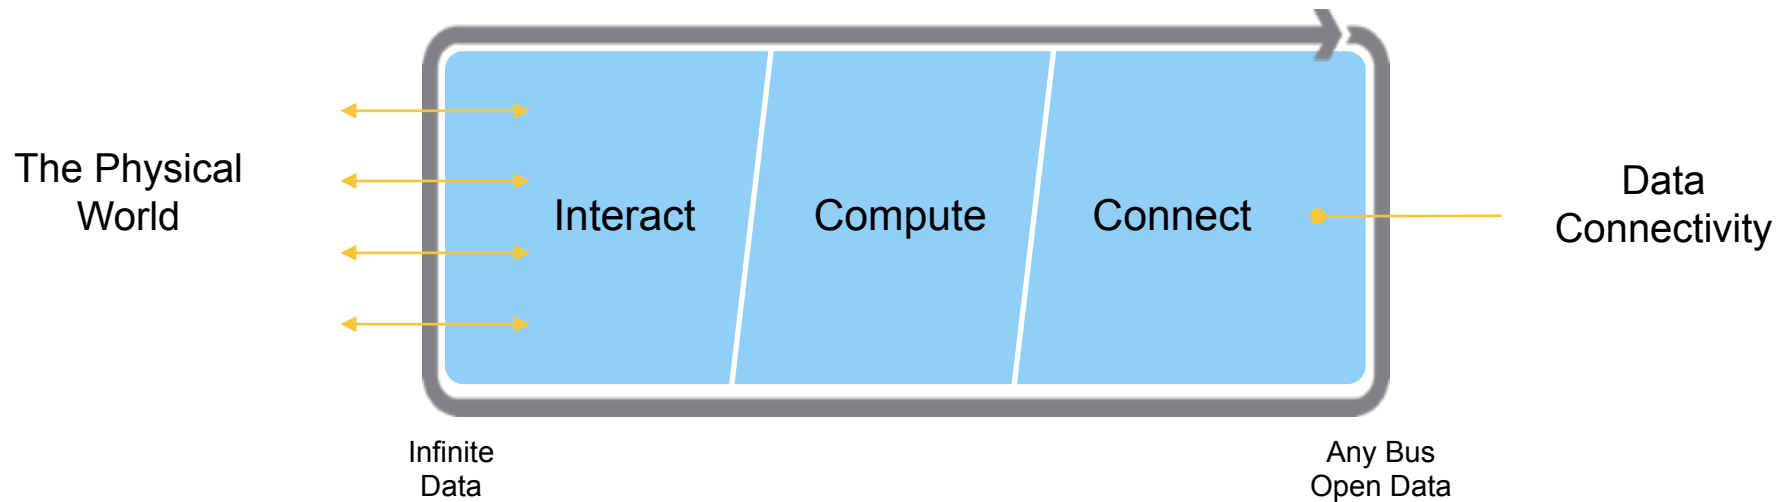 The Physical
World
Interact
Compute
Connect
Data
Connectivity
Infinite
Data
Any Bus
Open Data